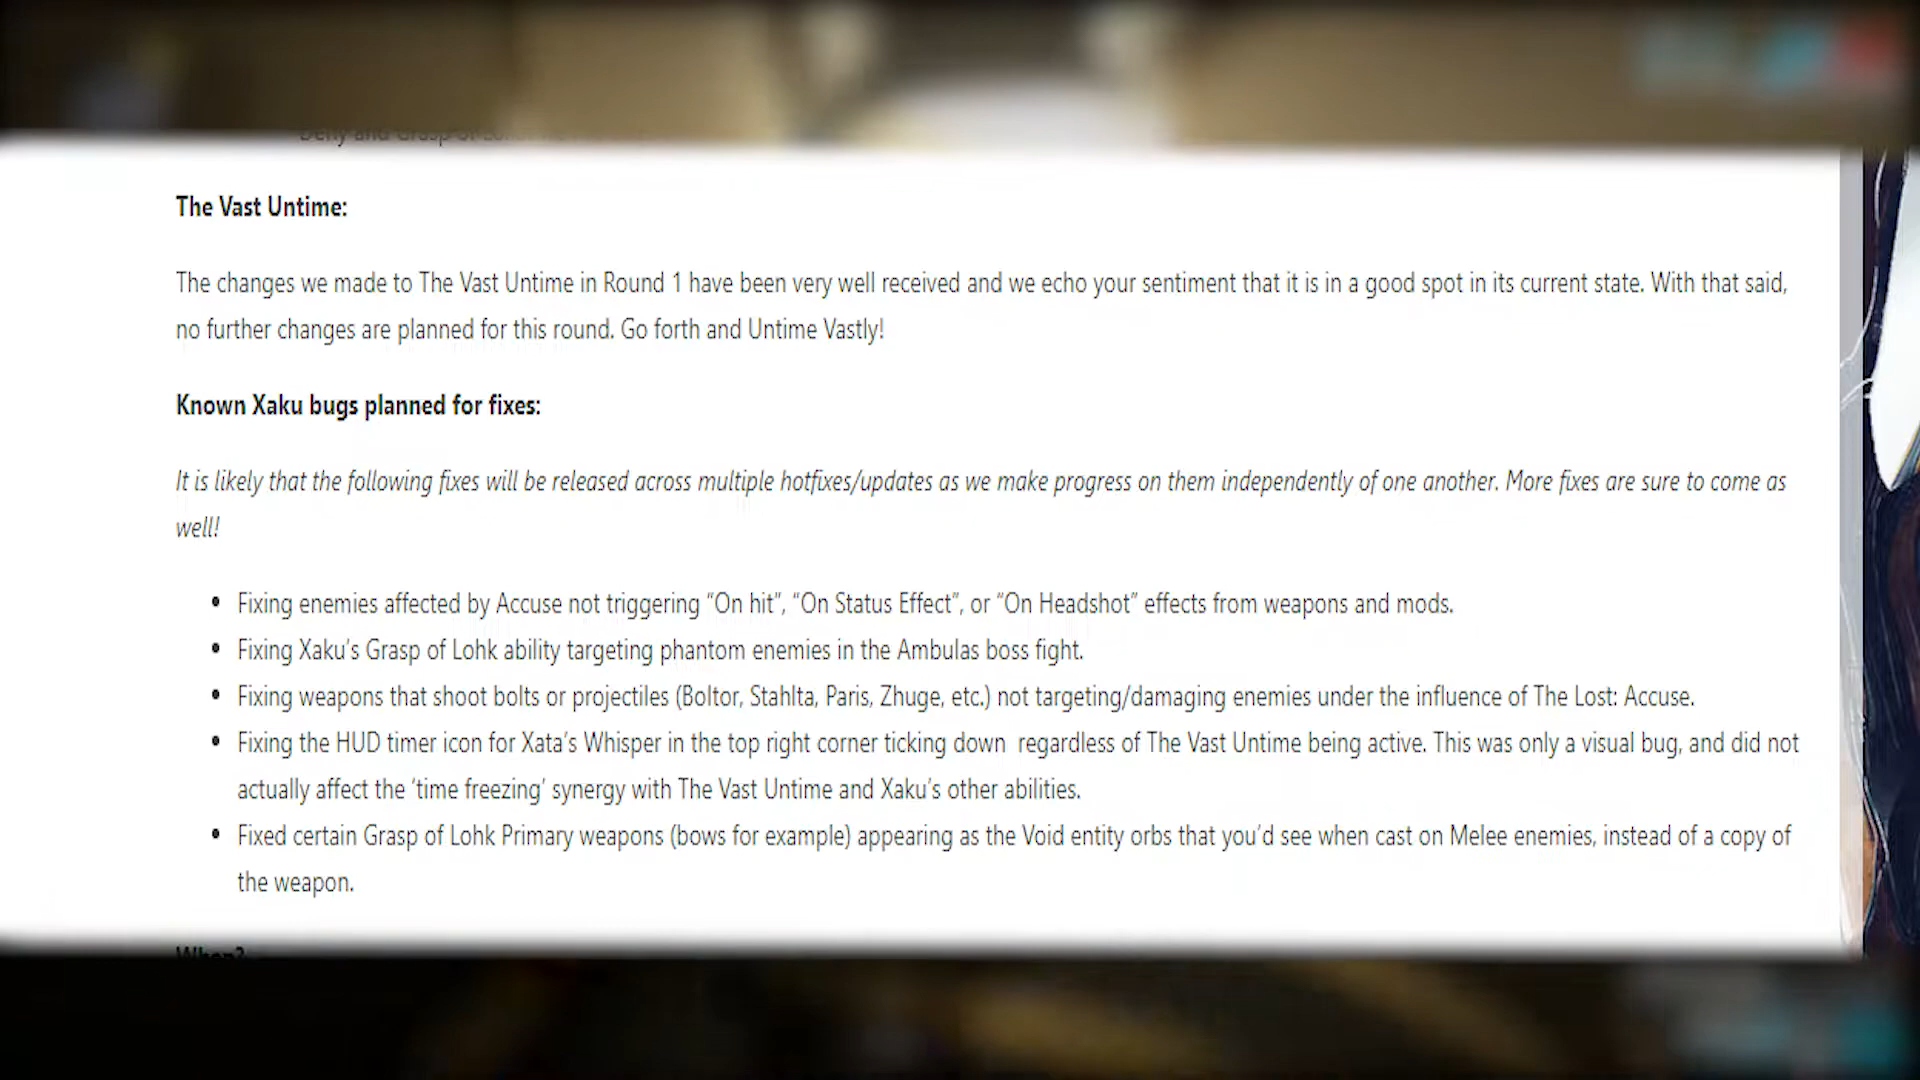 The Vast Untime:
The changes we made to The Vast Untime in Round 1 have been very well received and we echo your sentiment that it is in a good spot in its current state. With that said,
no further changes are planned for this round. Go forth and Untime Vastly!
Known Xaku bugs planned for fixes:
It is likely that the following fixes will be released across multiple hotfixes/updates as we make progress on them independently of one another. More fixes are sure to come as
well!
• Fixing enemies affected by Accuse not triggering “On hit”, “On Status Effect”, or “On Headshot” effects from weapons and mods.
• Fixing Xaku’s Grasp of Lohk ability targeting phantom enemies in the Ambulas boss fight.
• Fixing weapons that shoot bolts or projectiles (Boltor, Stahlta, Paris, Zhuge, etc.) not targeting/damaging enemies under the influence of The Lost: Accuse.
• Fixing the HUD timer icon for Xata’s Whisper in the top right corner ticking down  regardless of The Vast Untime being active. This was only a visual bug, and did not
actually affect the ‘time freezing’ synergy with The Vast Untime and Xaku’s other abilities.
• Fixed certain Grasp of Lohk Primary weapons (bows for example) appearing as the Void entity orbs that you’d see when cast on Melee enemies, instead of a copy of
the weapon.
When?